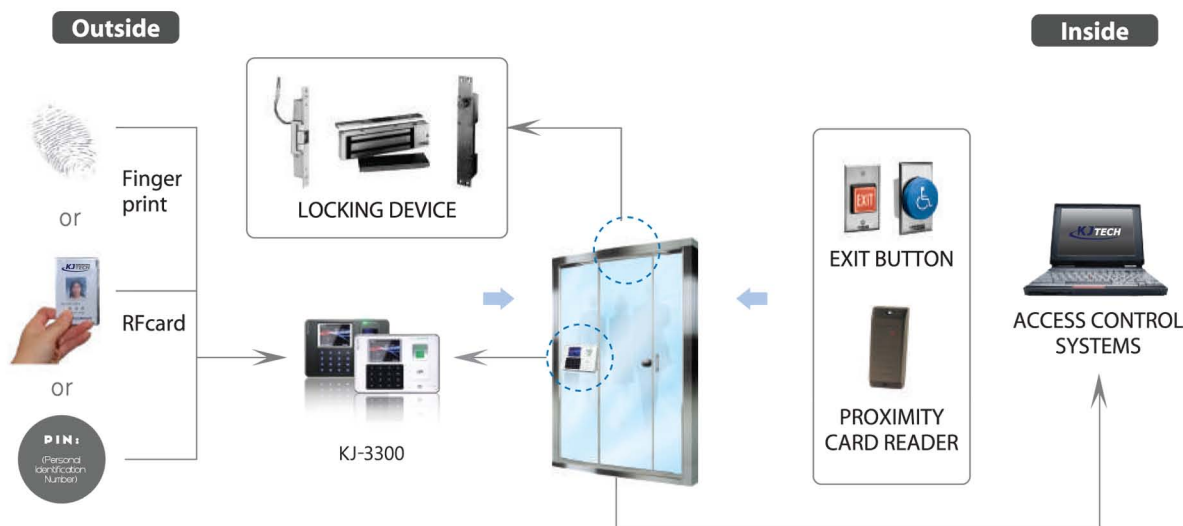 Outside
Inside
Finger
print
or
KJTECH
RFcard
or
PIN:
(Personal
Identification
Number)
LOCKING DEVICE
KJ-3300
EXIT
EXIT BUTTON
PROXIMITY
CARD READER
KJTECH
ACCESS CONTROL
SYSTEMS